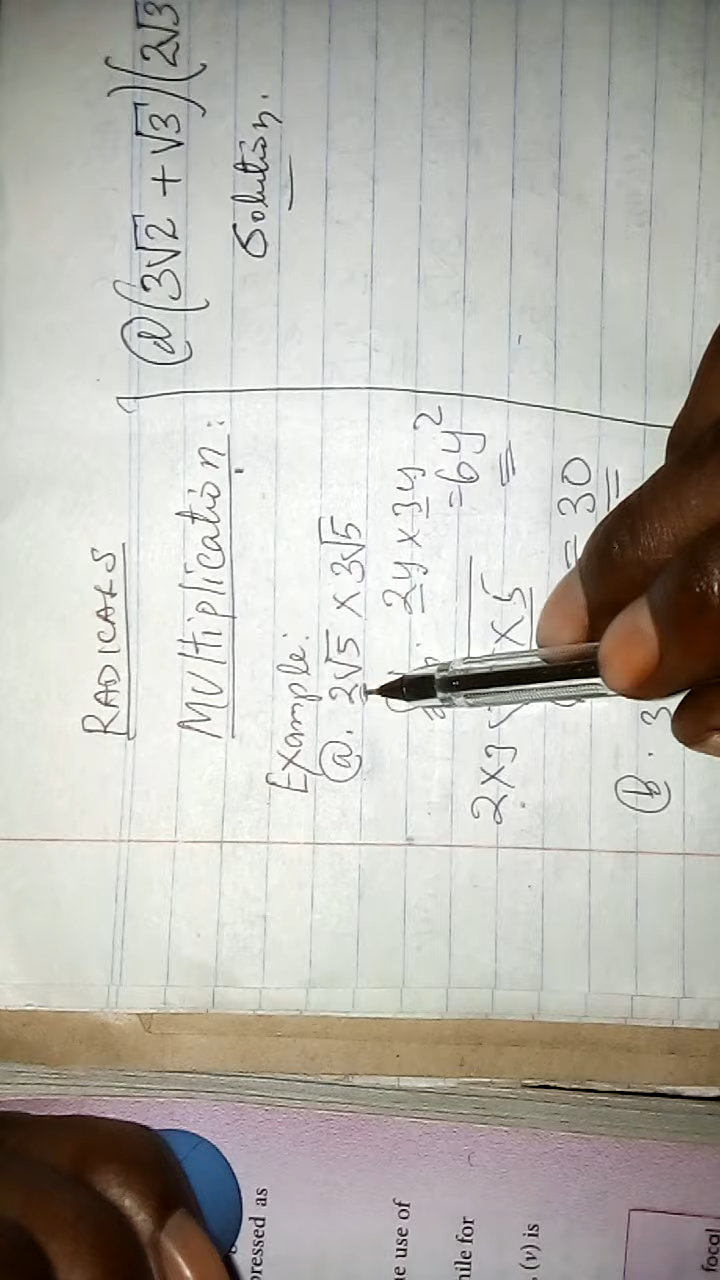 RADICALS
Multiplication:
Example:
(a). 2√5 × 3√5
2y × 3y
= 6y²
2×3 × 5
= 30
(b). 3
(d) (3√2 + √3)(2√3
Solution.
pressed as
e use of
ile for
(v) is
focal